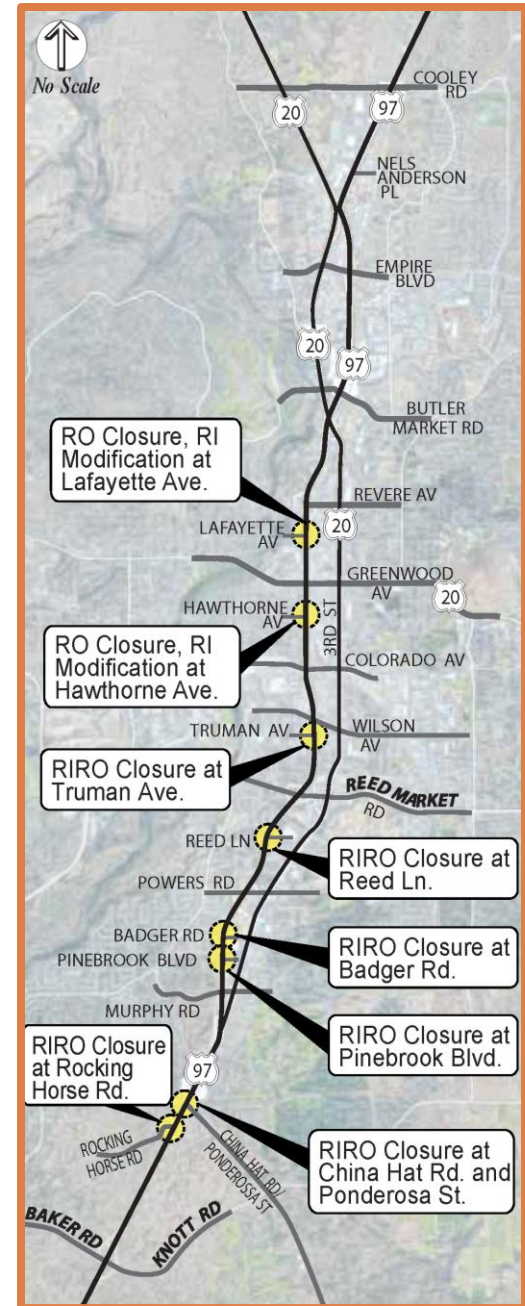 No Scale
COOLEY
RD
20
97
NELS
ANDERSON
PL
EMPIRE
BLVD
20
97
BUTLER
MARKET RD
RO Closure, RI
Modification at
Lafayette Ave.
REVERE AV
LAFAYETTE
AV
20
GREENWOOD
AV
20
HAWTHORNE
AV
3RD ST
RO Closure, RI
Modification at
Hawthorne Ave.
COLORADO AV
TRUMAN AV
WILSON
AV
RIRO Closure at
Truman Ave.
REED MARKET
RD
REED LN
RIRO Closure at
Reed Ln.
POWERS RD
BADGER RD
RIRO Closure at
Badger Rd.
PINEBROOK BLVD
MURPHY RD
RIRO Closure at
Pinebrook Blvd.
RIRO Closure
at Rocking
Horse Rd.
97
ROCKING
HORSE RD
CHINA HAT RD/
PONDEROSSA ST
RIRO Closure at
China Hat Rd. and
Ponderosa St.
BAKER RD
KNOTT RD